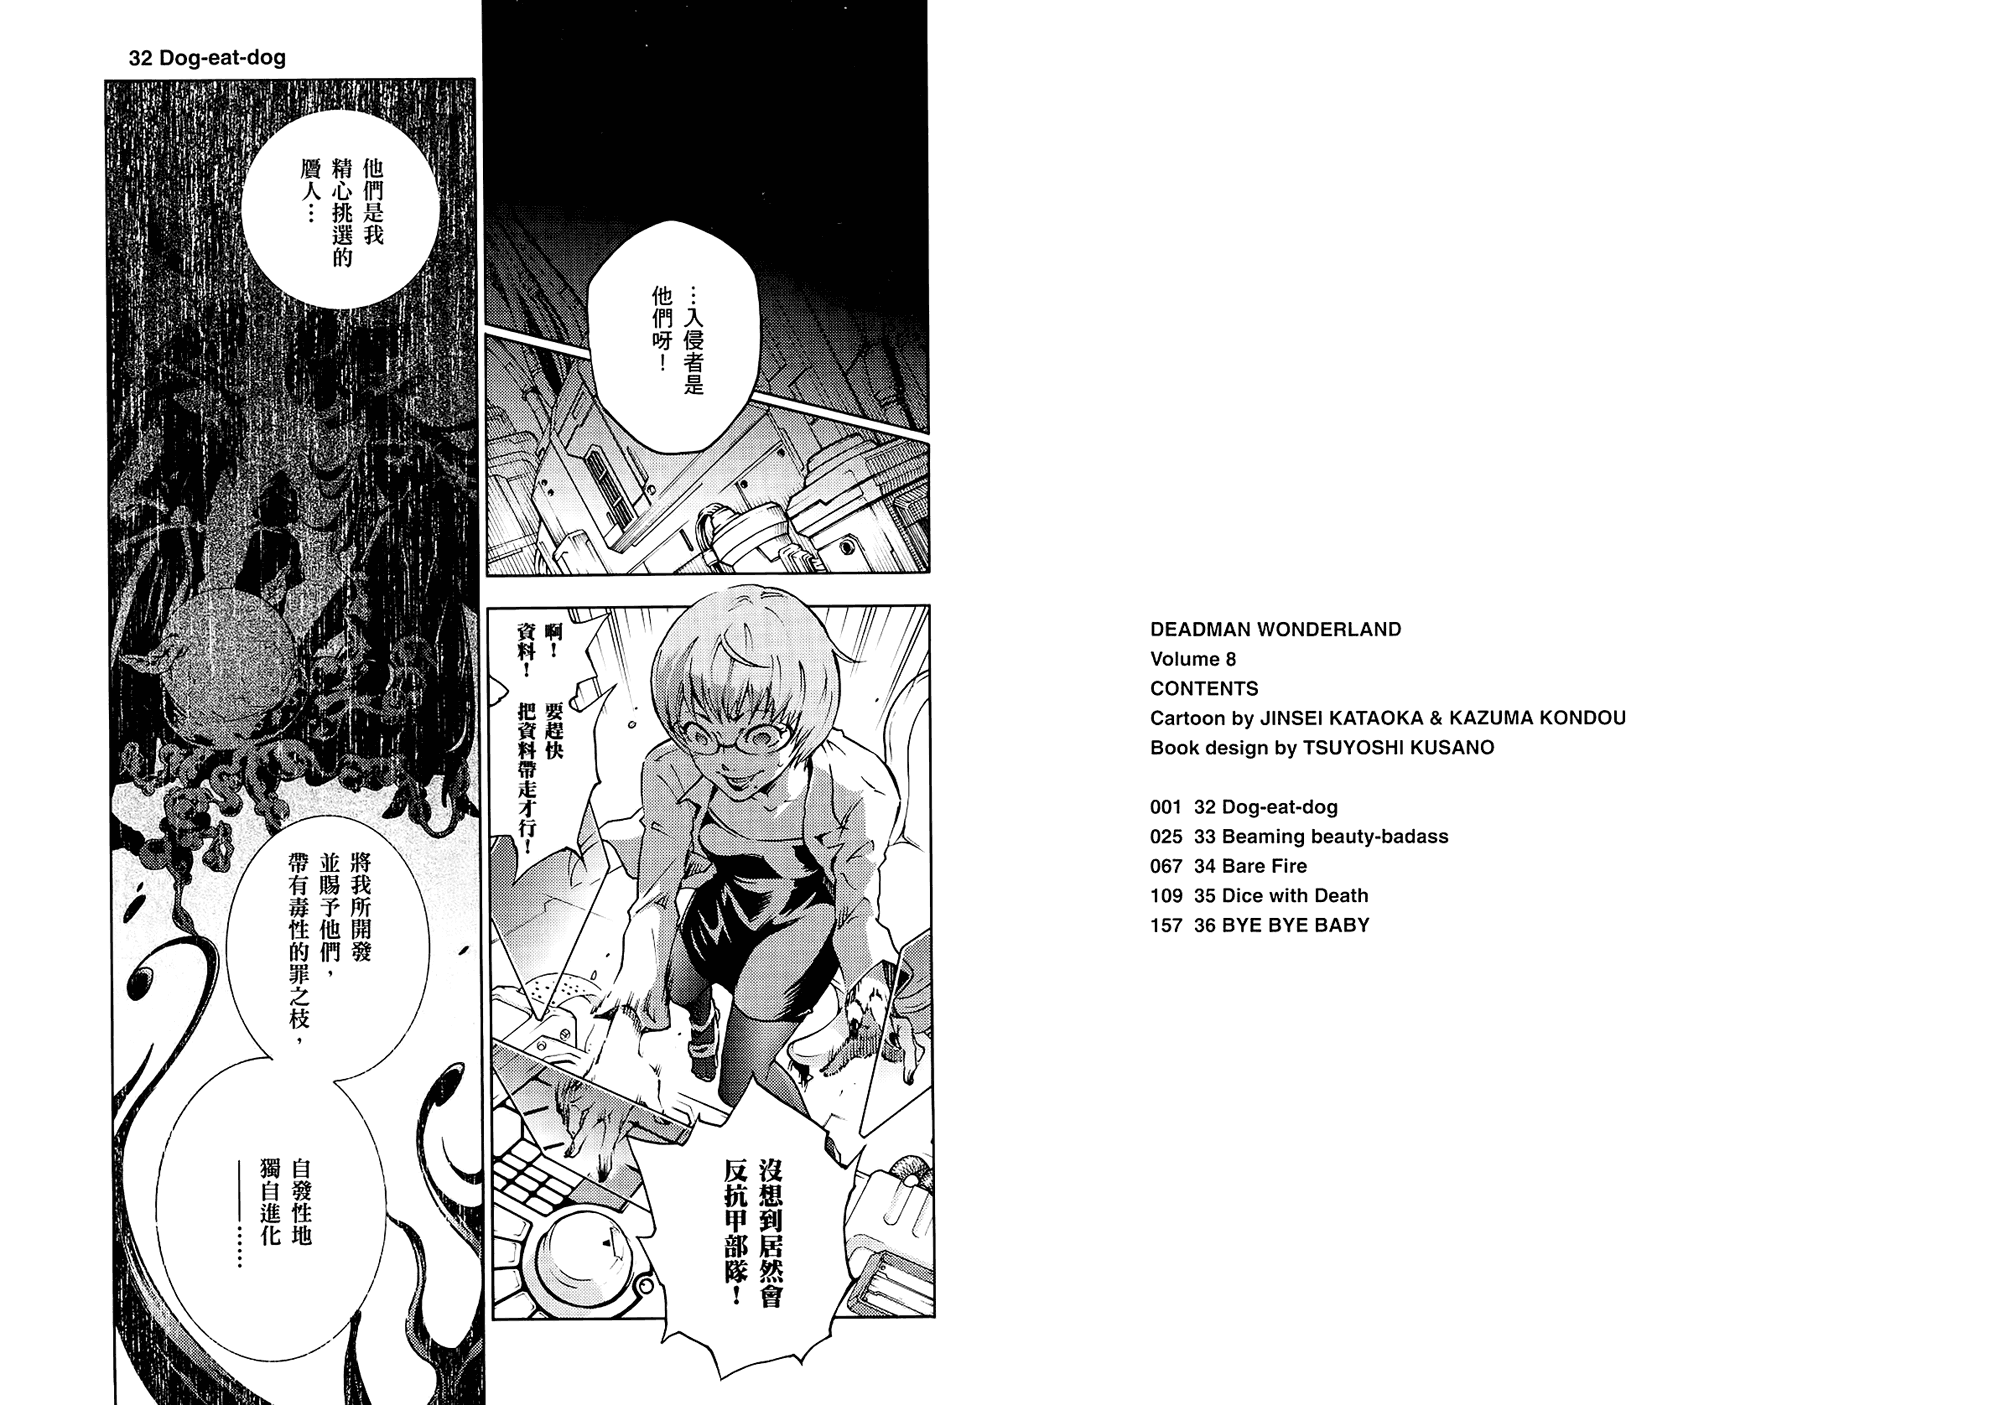 DEADMAN WONDERLAND
Volume 8
CONTENTS
Cartoon by JINSEI KATAOKA & KAZUMA KONDOU
Book design by TSUYOSHI KUSANO
001 32 Dog-eat-dog
025 33 Beaming beauty-badass
067 34 Bare Fire
109 35 Dice with Death
157 36 BYE BYE BABY
32 Dog-eat-dog
…入侵者是
他們呀！
啊！
資料！
要趕快
把資料帶走才行！
沒想到居然會
反抗甲部隊！
他們是我
精心挑選的
贗人…
將我所開發
並賜予他們，
帶有毒性的罪之枝，
自發性地
獨自進化
——……